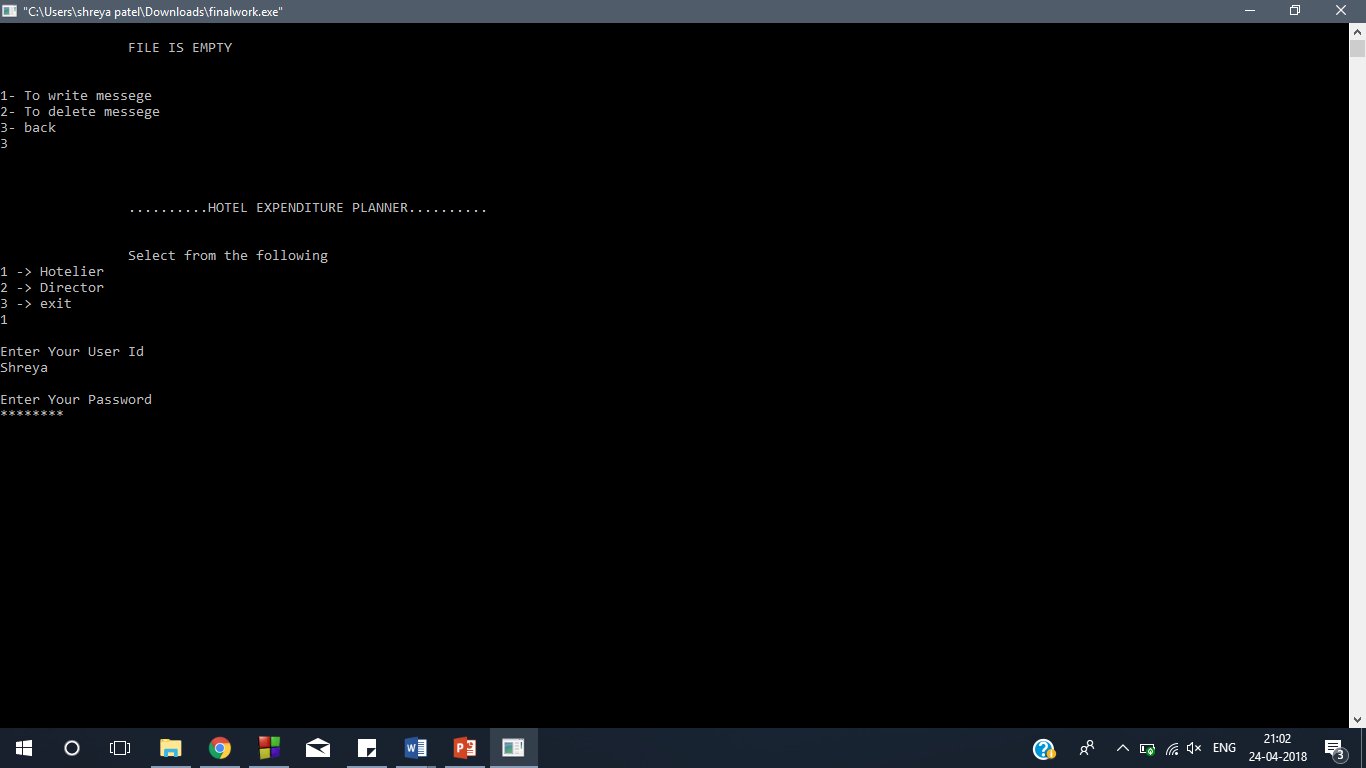 "C:\Users\shreya patel\Downloads\finalwork.exe"
FILE IS EMPTY
1- To write messege
2- To delete messege
3- back
3
..........HOTEL EXPENDITURE PLANNER..........
Select from the following
1 -> Hotelier
2 -> Director
3 -> exit
1
Enter Your User Id
Shreya
Enter Your Password
********
ENG
21:02
24-04-2018
3